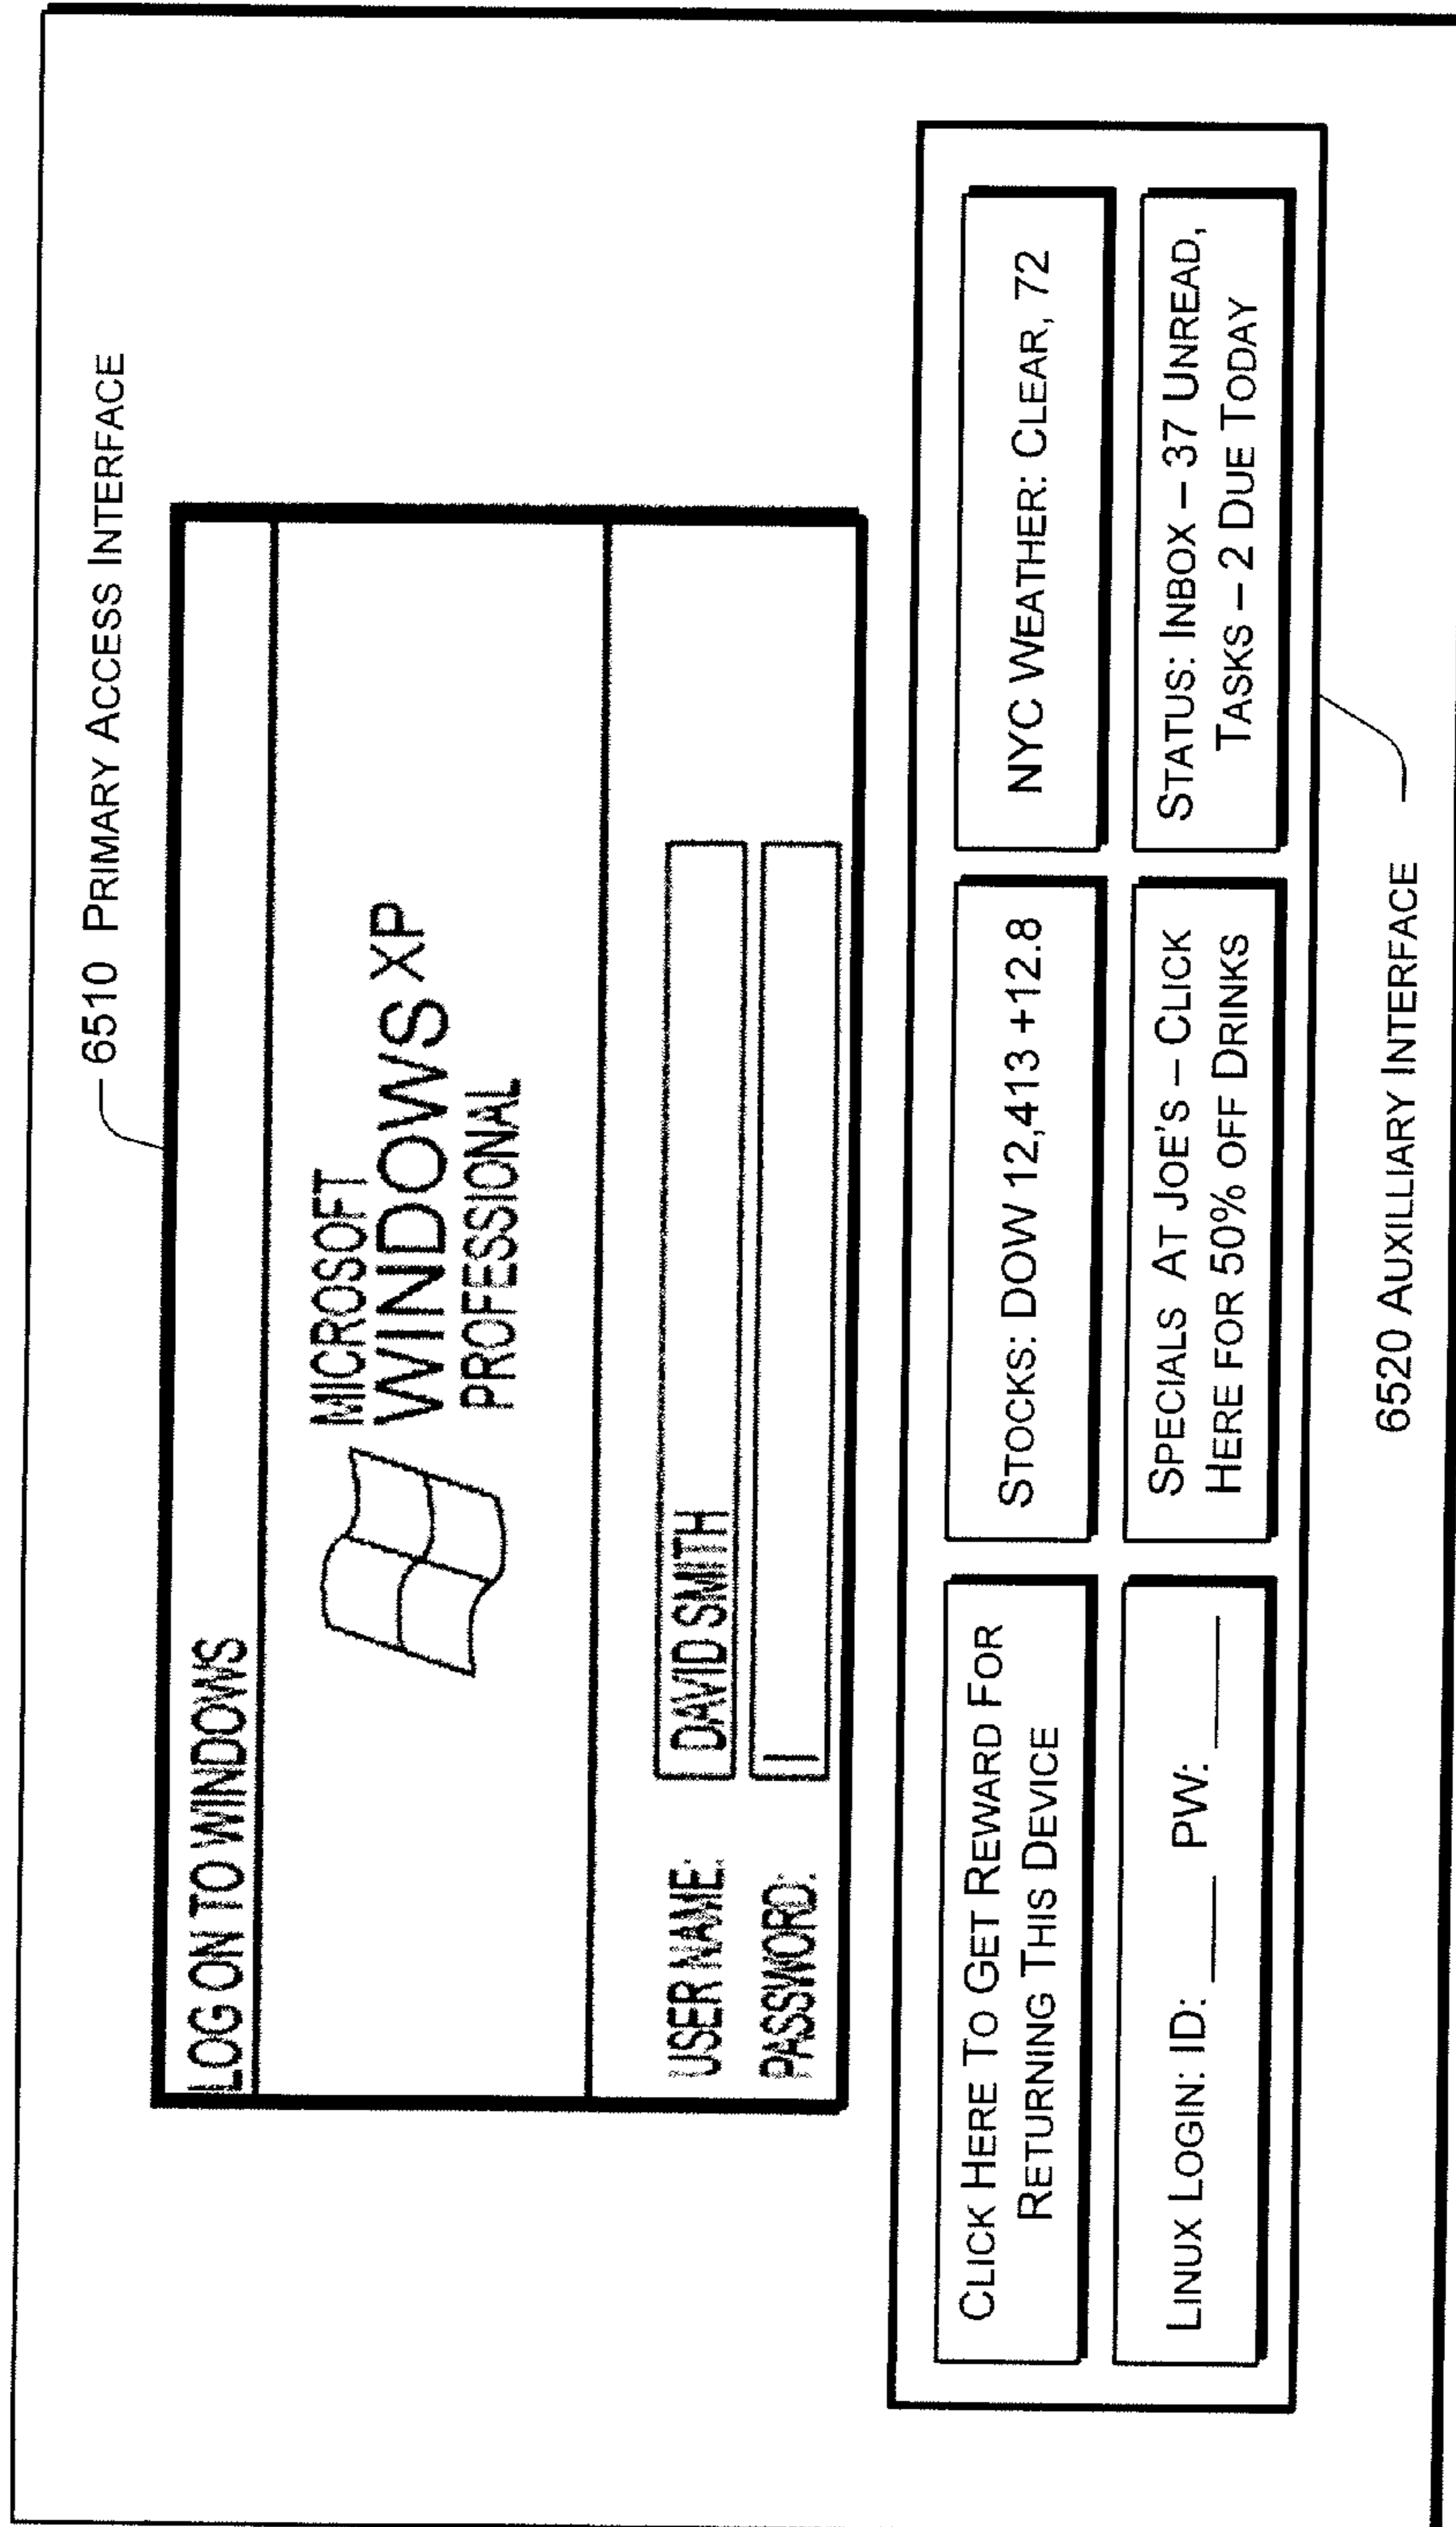 6510 PRIMARY ACCESS INTERFACE
LOG ON TO WINDOWS
MICROSOFT
WINDOWS XP
PROFESSIONAL
USER NAME:
DAVID SMITH
PASSWORD:
CLICK HERE TO GET REWARD FOR
RETURNING THIS DEVICE
STOCKS: DOW 12,413 +12.8
NYC WEATHER: CLEAR, 72
LINUX LOGIN: ID: ____ PW: ____
SPECIALS AT JOE'S – CLICK
HERE FOR 50% OFF DRINKS
STATUS: INBOX – 37 UNREAD,
TASKS – 2 DUE TODAY
6520 AUXILLIARY INTERFACE